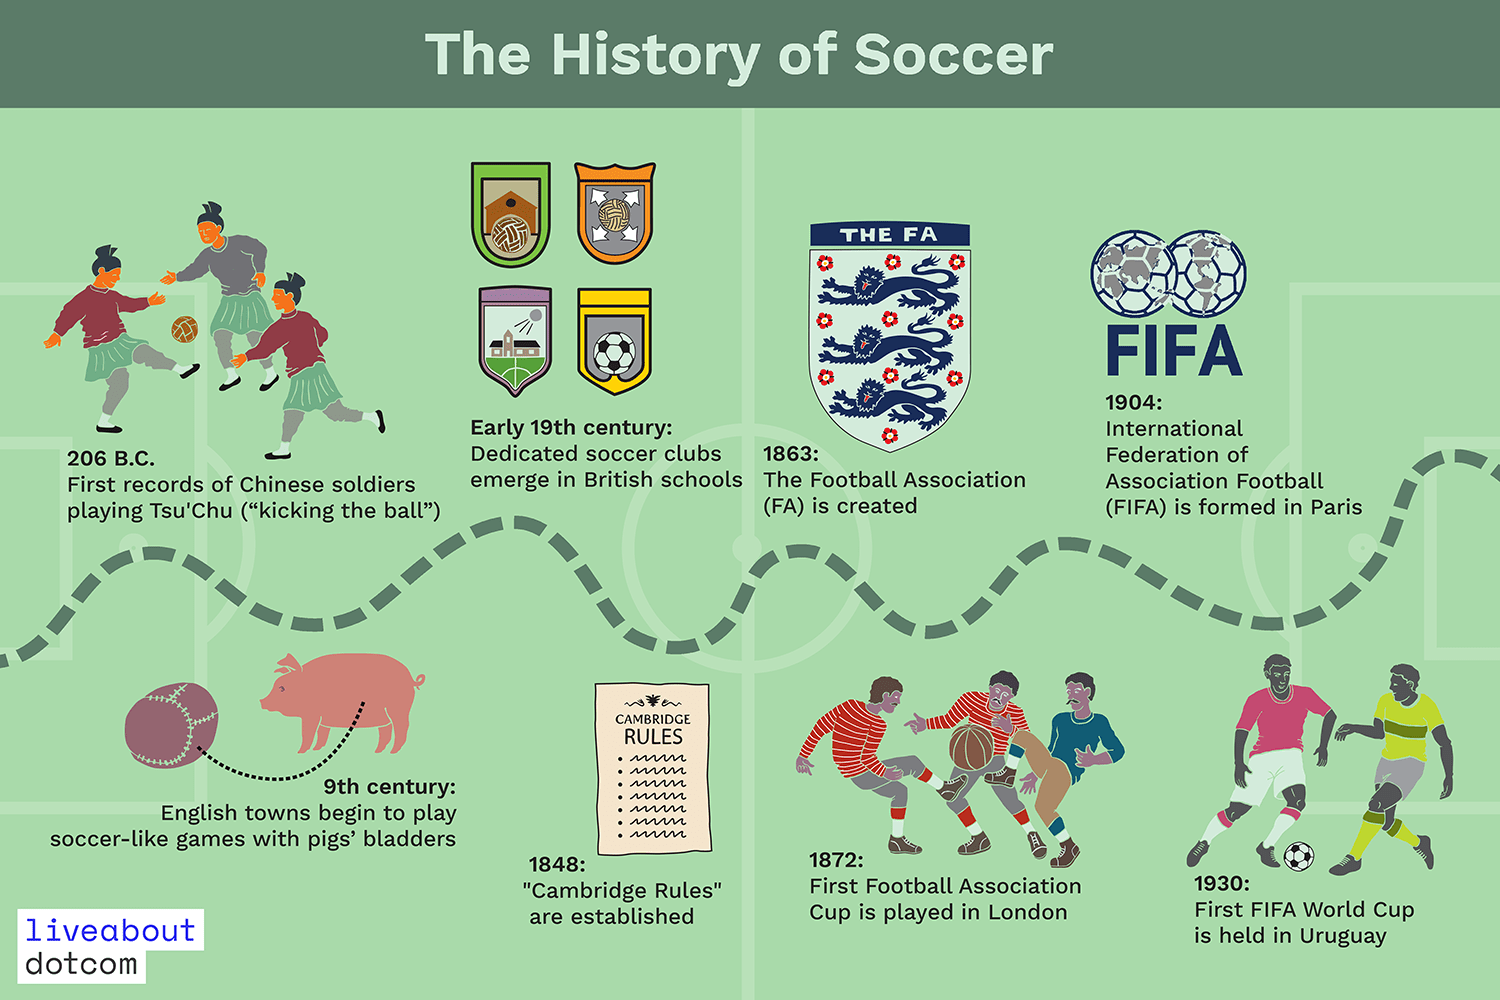 The History of Soccer
206 B.C.
First records of Chinese soldiers
playing Tsu'Chu (“kicking the ball”)
9th century:
English towns begin to play
soccer-like games with pigs’ bladders
Early 19th century:
Dedicated soccer clubs
emerge in British schools
CAMBRIDGE
RULES
1848:
"Cambridge Rules"
are established
THE FA
1863:
The Football Association
(FA) is created
1872:
First Football Association
Cup is played in London
FIFA
1904:
International
Federation of
Association Football
(FIFA) is formed in Paris
1930:
First FIFA World Cup
is held in Uruguay
liveabout
dotcom